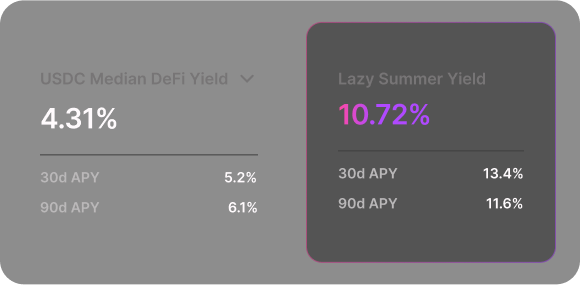 USDC Median DeFi Yield
4.31%
30d APY 5.2%
90d APY 6.1%
Lazy Summer Yield
10.72%
30d APY 13.4%
90d APY 11.6%